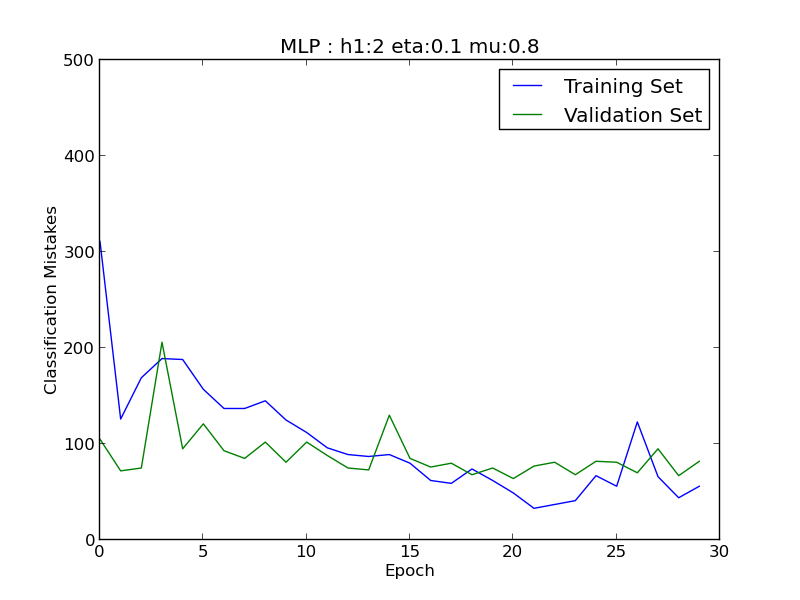 MLP : h1:2 eta:0.1 mu:0.8
500
400
300
200
100
0
Classification Mistakes
Training Set
Validation Set
0 5 10 15 20 25 30
Epoch